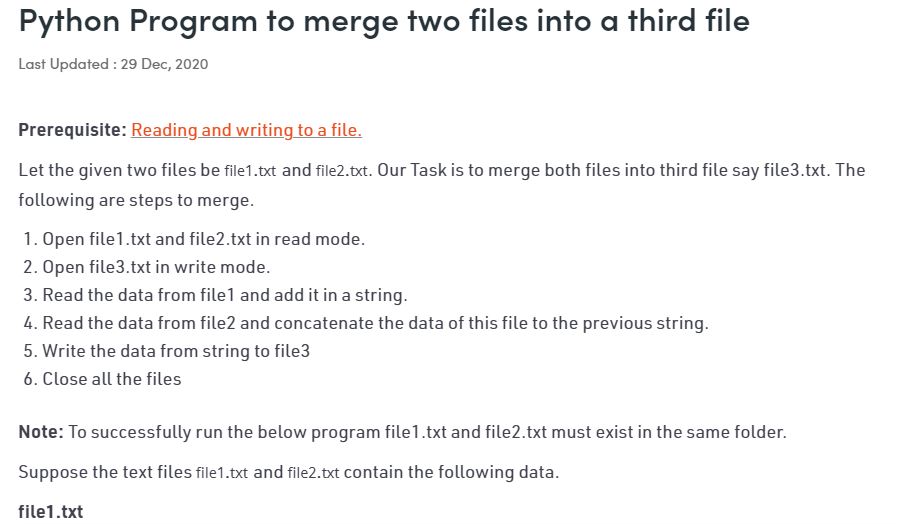 Python Program to merge two files into a third file
Last Updated : 29 Dec, 2020
Prerequisite: Reading and writing to a file.
Let the given two files be file1.txt and file2.txt. Our Task is to merge both files into third file say file3.txt. The
following are steps to merge.
1. Open file1.txt and file2.txt in read mode.
2. Open file3.txt in write mode.
3. Read the data from file1 and add it in a string.
4. Read the data from file2 and concatenate the data of this file to the previous string.
5. Write the data from string to file3
6. Close all the files
Note: To successfully run the below program file1.txt and file2.txt must exist in the same folder.
Suppose the text files file1.txt and file2.txt contain the following data.
file1.txt